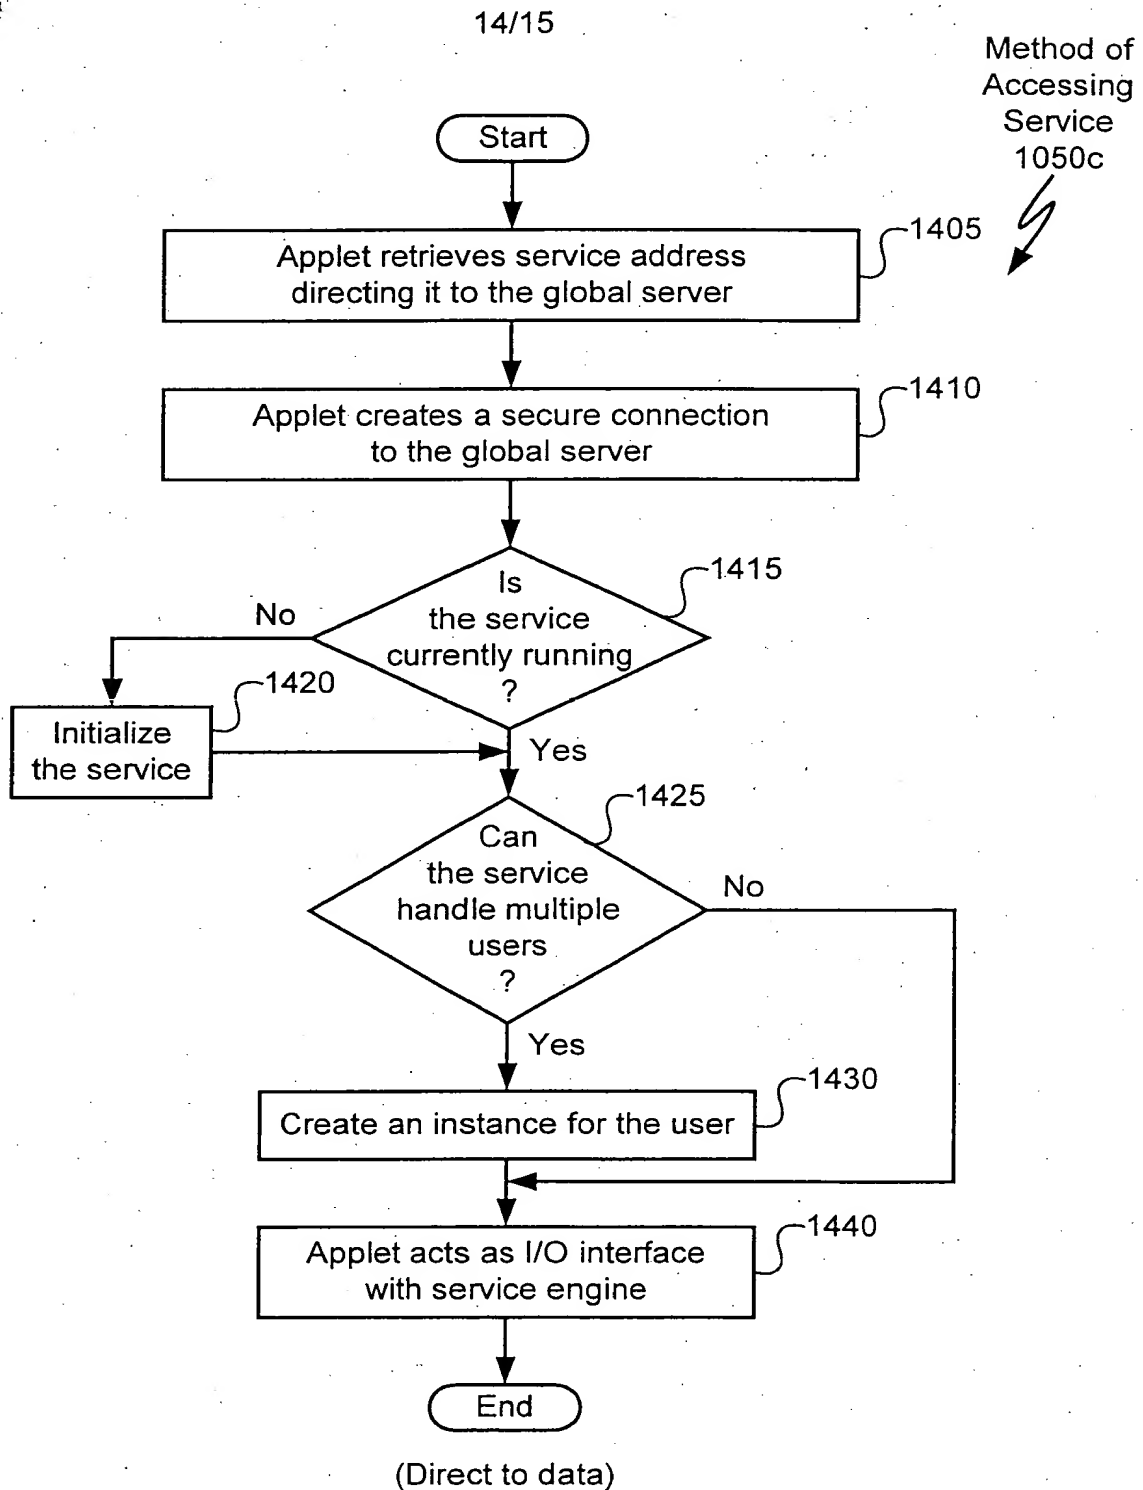 14/15
Method of
Accessing
Service
1050c
Start
1405
Applet retrieves service address
directing it to the global server
1410
Applet creates a secure connection
to the global server
1415
Is
the service
currently running
?
No
1420
Initialize
the service
Yes
1425
Can
the service
handle multiple
users
?
No
Yes
1430
Create an instance for the user
1440
Applet acts as I/O interface
with service engine
End
(Direct to data)